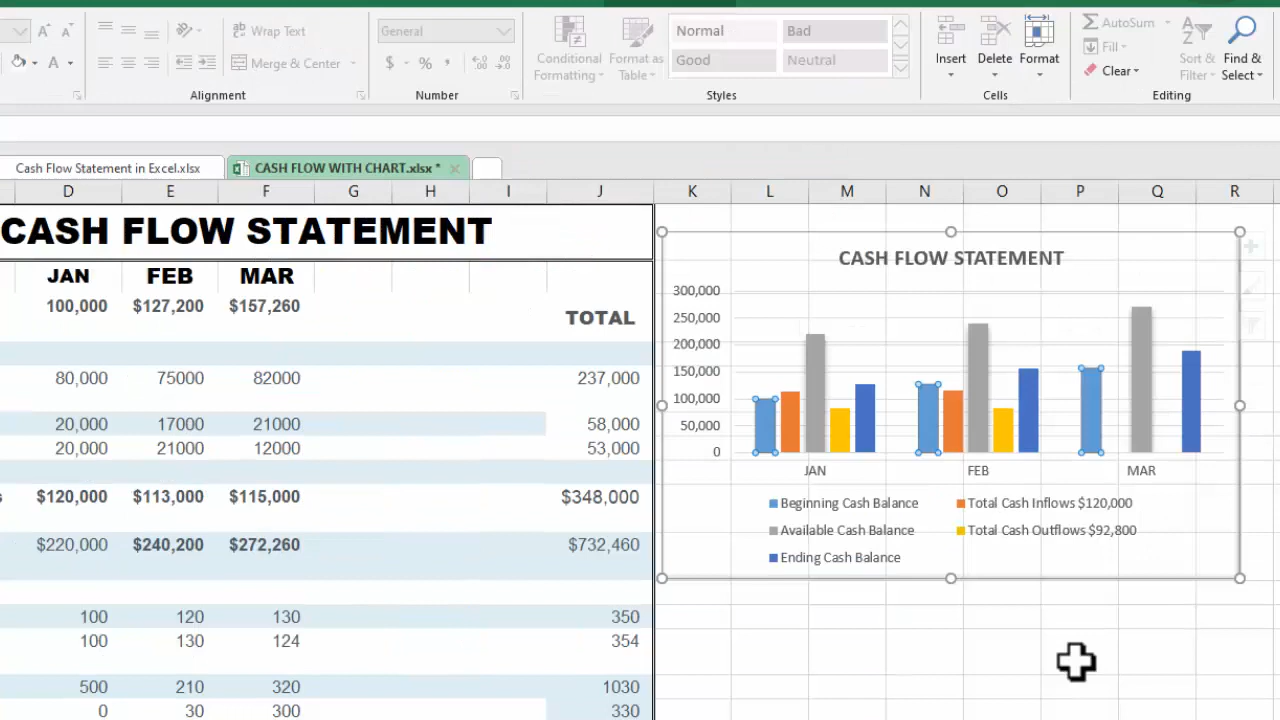 Wrap Text General Normal Bad AutoSum
Conditional Format as Insert Delete Format Fill Sort & Find &
Merge & Center $ % , Formatting Table Good Neutral Clear Filter Select
Alignment Number Styles Cells Editing
Cash Flow Statement in Excel.xlsx CASH FLOW WITH CHART.xlsx *
D E F G H I J K L M N O P Q R
CASH FLOW STATEMENT
JAN FEB MAR
100,000 $127,200 $157,260
TOTAL
80,000 75000 82000 237,000
20,000 17000 21000 58,000
20,000 21000 12000 53,000
s $120,000 $113,000 $115,000 $348,000
$220,000 $240,200 $272,260 $732,460
100 120 130 350
100 130 124 354
500 210 320 1030
0 30 300 330
CASH FLOW STATEMENT
300,000
250,000
200,000
150,000
100,000
50,000
0
JAN FEB MAR
Beginning Cash Balance Total Cash Inflows $120,000
Available Cash Balance Total Cash Outflows $92,800
Ending Cash Balance